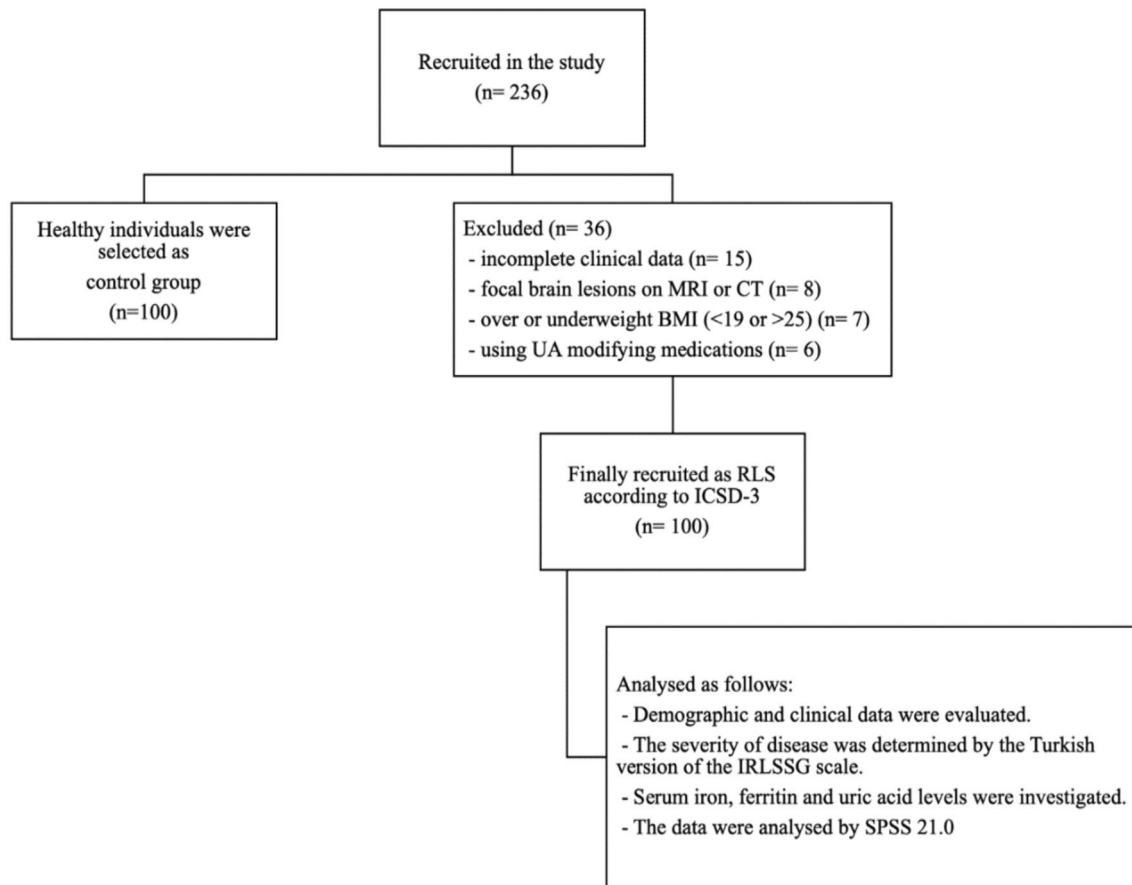 Recruited in the study
(n= 236)
Healthy individuals were
selected as
control group
(n=100)
Excluded (n= 36)
- incomplete clinical data (n= 15)
- focal brain lesions on MRI or CT (n= 8)
- over or underweight BMI (<19 or >25) (n= 7)
- using UA modifying medications (n= 6)
Finally recruited as RLS
according to ICSD-3
(n= 100)
Analysed as follows:
- Demographic and clinical data were evaluated.
- The severity of disease was determined by the Turkish
version of the IRLSSG scale.
- Serum iron, ferritin and uric acid levels were investigated.
- The data were analysed by SPSS 21.0